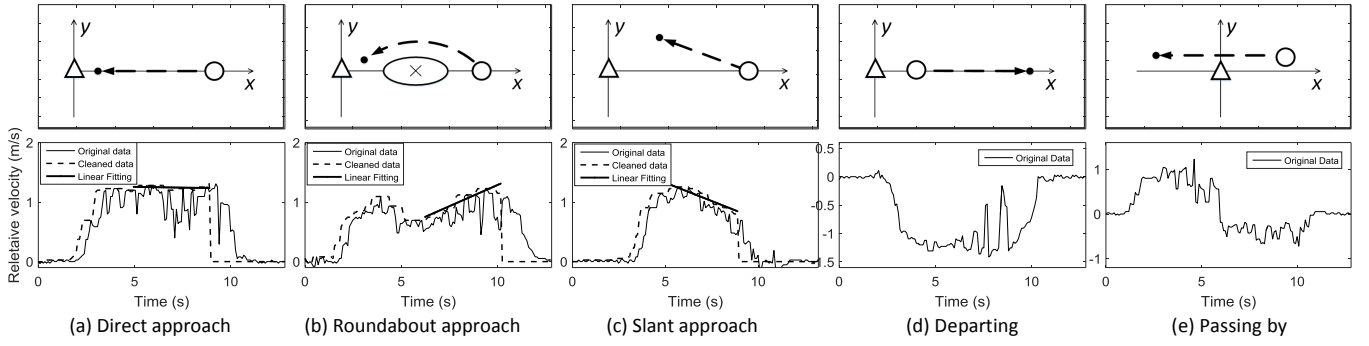 y
x
y
x
y
x
y
x
y
x
Reletaive velocity (m/s)
2
1
0
Original data
Cleaned data
Linear Fitting
0 5 10
Time (s)
2
1
0
Original data
Cleaned data
Linear Fitting
0 5 10
Time (s)
2
1
0
Original data
Cleaned data
Linear Fitting
0 5 10
Time (s)
0.5
0
-0.5
-1
-1.5
Original Data
0 5 10
Time (s)
1
0
-1
Original Data
0 5 10
Time (s)
(a) Direct approach
(b) Roundabout approach
(c) Slant approach
(d) Departing
(e) Passing by